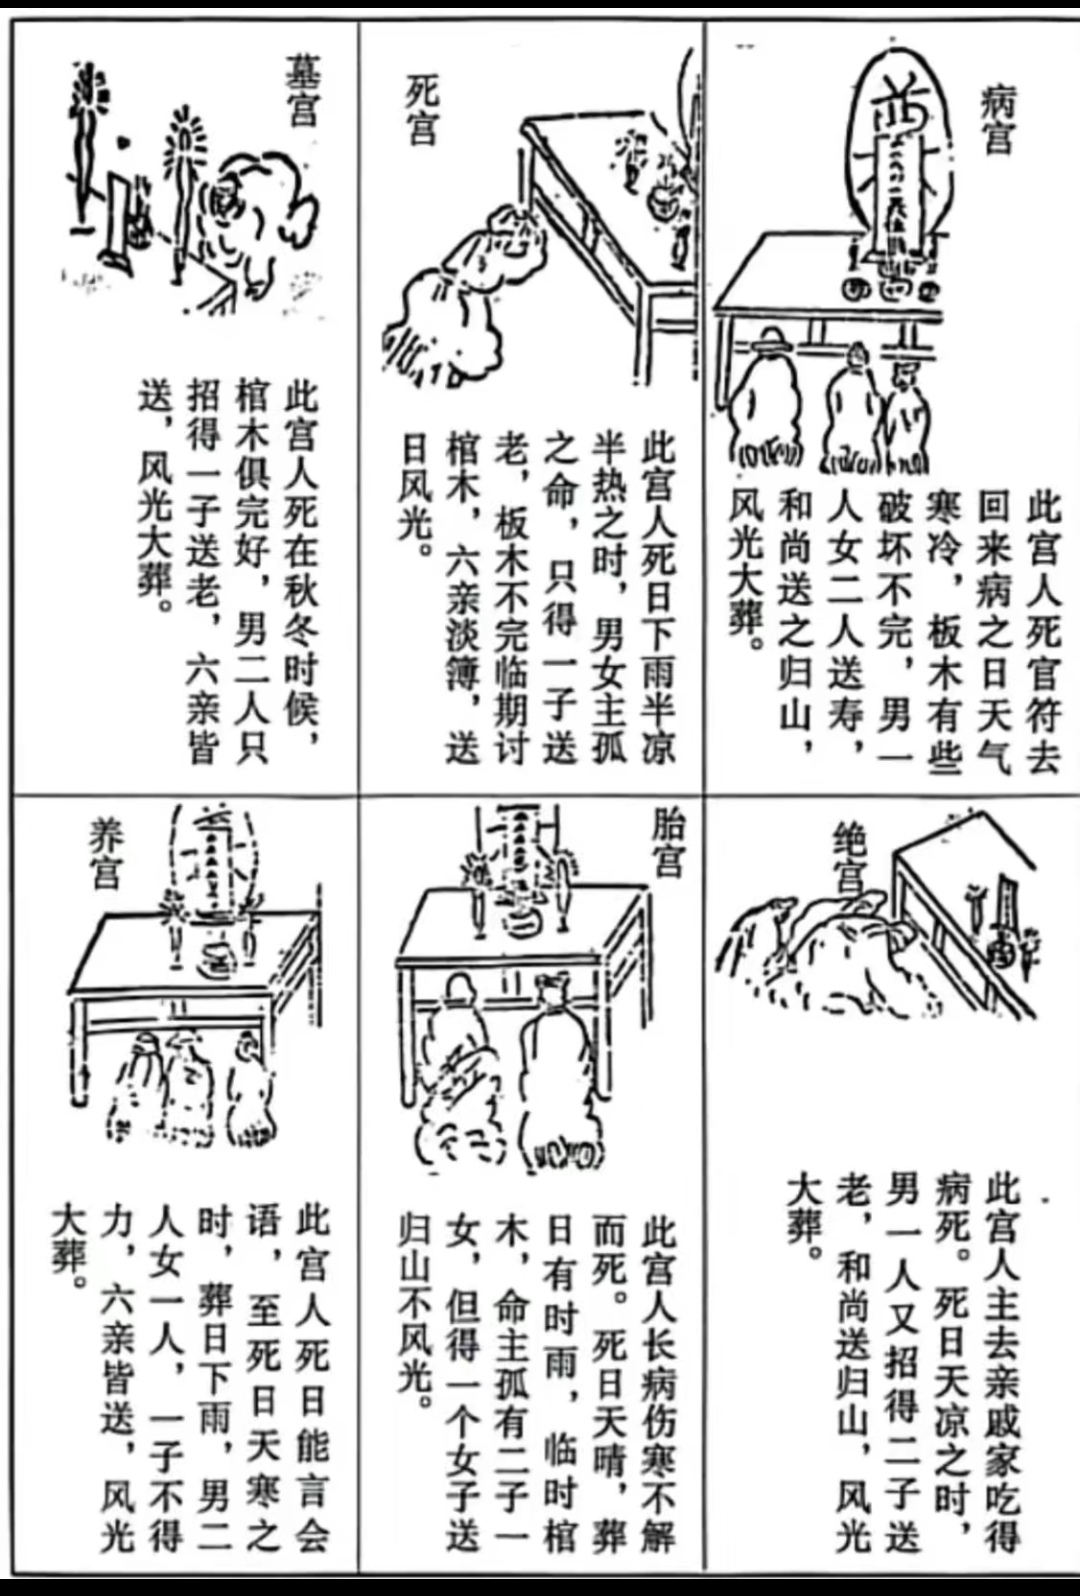 病宫
此宫人死官符去
回来病之日天气
寒冷，板木有些
破坏不完，男一
人女二人送寿，
和尚送之归山，
风光大葬。
死宫
此宫人死日下雨半凉
半热之时，男女主孤
之命，只得一子送
老，板木不完临期讨
棺木，六亲淡簿，送
日风光。
墓宫
此宫人死在秋冬时候，
棺木俱完好，男二人只
招得一子送老，六亲皆
送，风光大葬。
绝宫
此宫人主去亲戚家吃得
病死。死日天凉之时，
男一人又招得二子送
老，和尚送归山，风光
大葬。
胎宫
此宫人长病伤寒不解
而死。死日天晴，葬
日有时雨，临时棺
木，命主孤有二子一
女，但得一个女子送
归山不风光。
养宫
此宫人死日能言会
语，至死日天寒之
时，葬日下雨，男二
人女一人，一子不得
力，六亲皆送，风光
大葬。